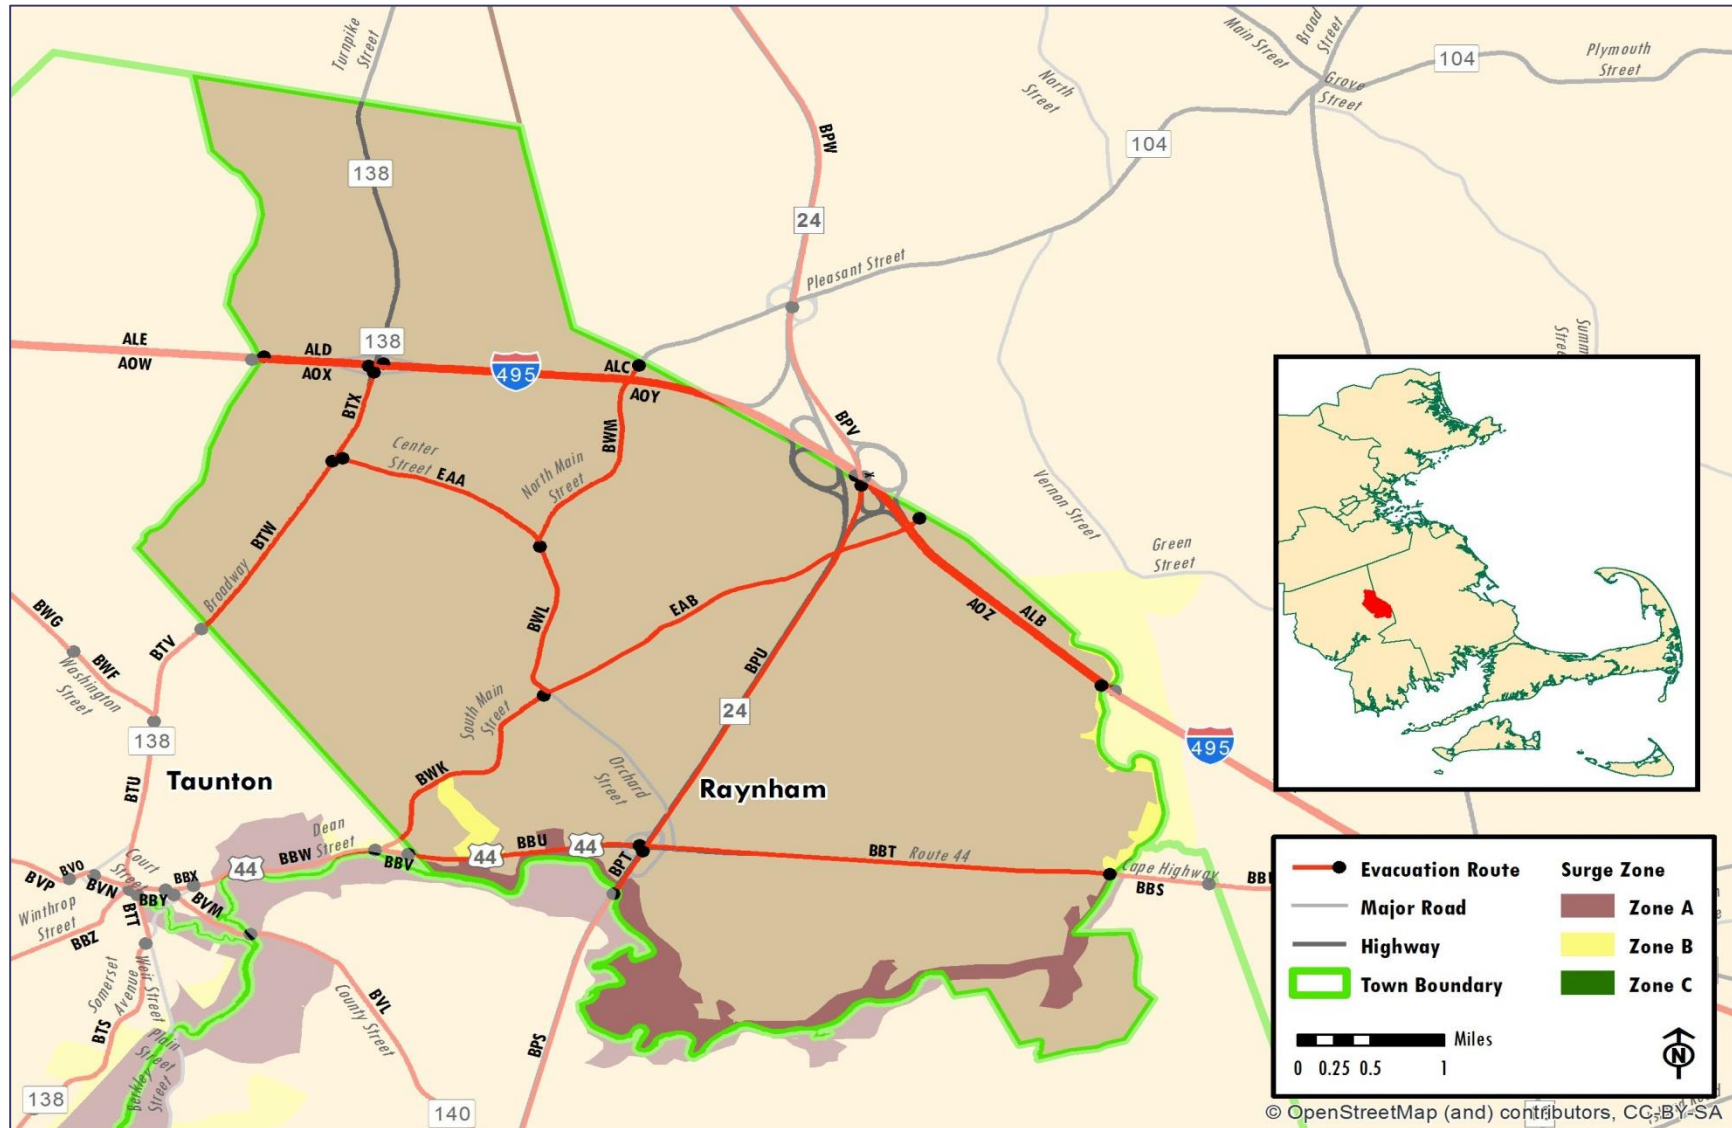 Turnpike
Street
138
BPW
24
North
Street
Main Street
Broad
Street
Grove
Street
104
Plymouth
Street
104
Pleasant Street
ALE
AOW
ALD
AOX
138
495
ALC
AOY
BTX
BWM
BPV
Center
Street
EAA
North Main
Street
Vernon Street
Green
Street
BTW
Broadway
BWL
EAB
AOZ
ALB
BWG
BWF
Washington
Street
BTV
BPU
24
South Main
Street
138
495
Taunton
BTU
BWK
Orchard
Street
Raynham
Dean
Street
BBW
BBV
44
BBU
44
44
BPT
BBT
Route 44
Cape Highway
BBS
BVO
BVP
BVN
Court
Street
BBX
BBY
BVM
BTT
Winthrop
Street
BBZ
Somerset
Avenue
Weir Street
BTS
Plain
Street
Berkley
Street
BVL
County Street
BPS
138
140
Evacuation Route
Major Road
Highway
Town Boundary
Surge Zone
Zone A
Zone B
Zone C
Miles
0 0.25 0.5 1
N
© OpenStreetMap (and) contributors, CC-BY-SA